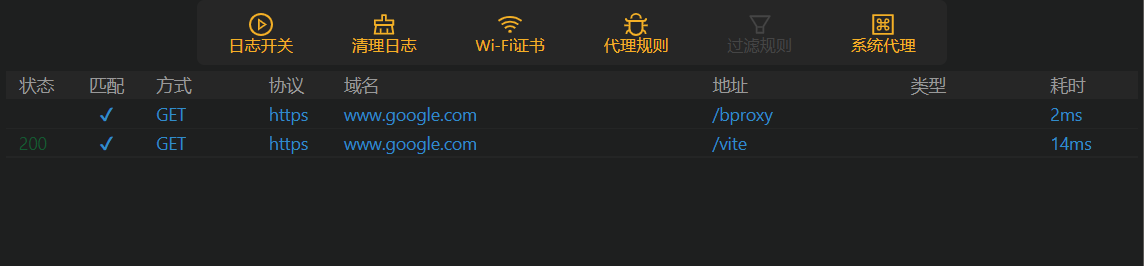 日志开关 清理日志 Wi-Fi证书 代理规则 过滤规则 系统代理
状态 匹配 方式 协议 域名 地址 类型 耗时
✓ GET https www.google.com /bproxy 2ms
200 ✓ GET https www.google.com /vite 14ms